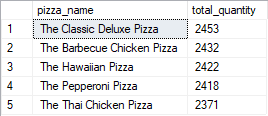 pizza_name total_quantity
1 The Classic Deluxe Pizza 2453
2 The Barbecue Chicken Pizza 2432
3 The Hawaiian Pizza 2422
4 The Pepperoni Pizza 2418
5 The Thai Chicken Pizza 2371